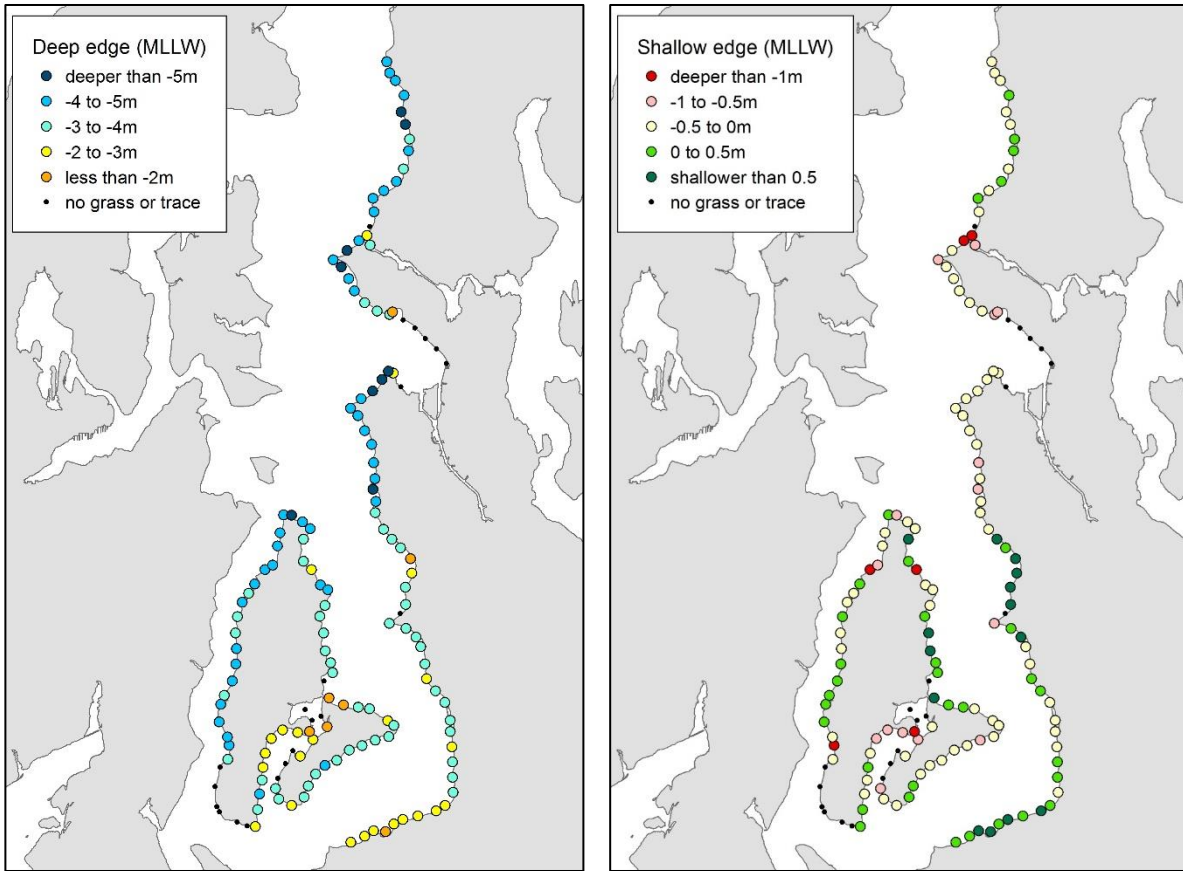 Deep edge (MLLW)
deeper than -5m
-4 to -5m
-3 to -4m
-2 to -3m
less than -2m
no grass or trace
Shallow edge (MLLW)
deeper than -1m
-1 to -0.5m
-0.5 to 0m
0 to 0.5m
shallower than 0.5
no grass or trace